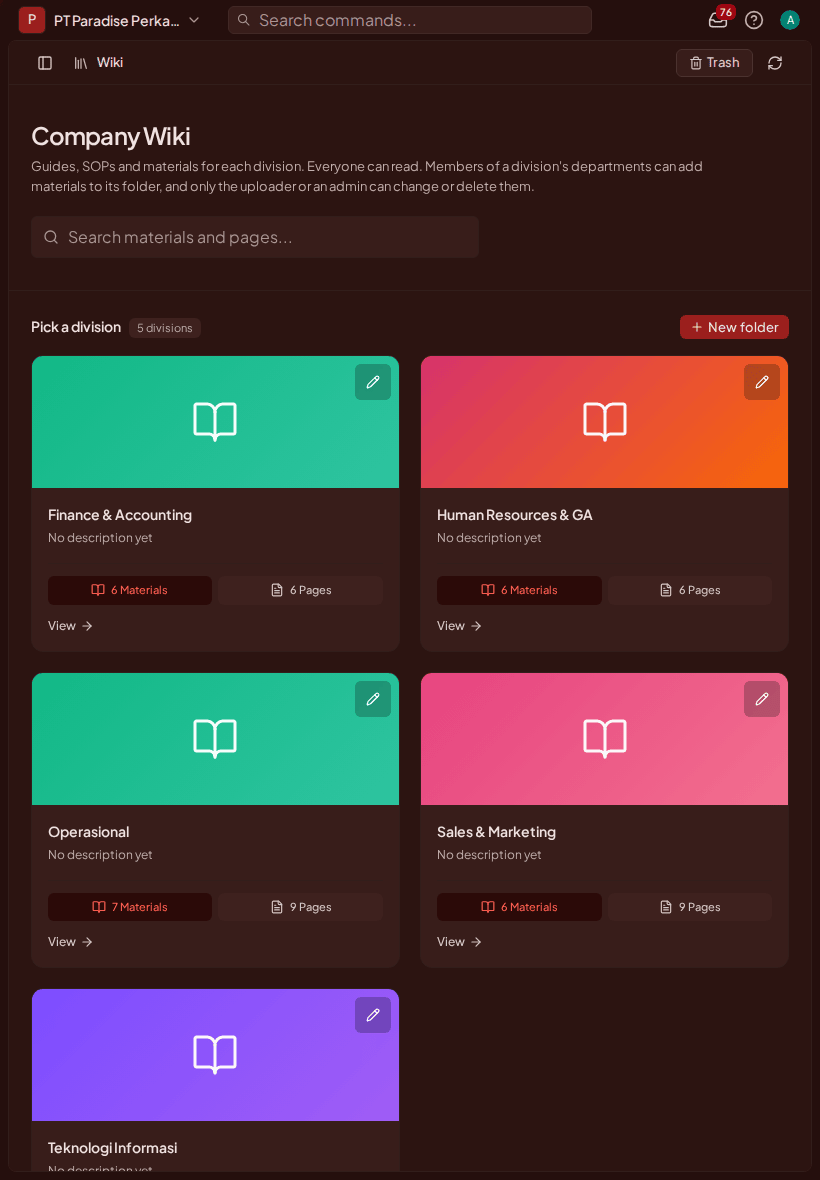 P PT Paradise Perka... Search commands... 76 A
Wiki Trash
Company Wiki
Guides, SOPs and materials for each division. Everyone can read. Members of a division's departments can add
materials to its folder, and only the uploader or an admin can change or delete them.
Search materials and pages...
Pick a division 5 divisions New folder
Finance & Accounting
No description yet
6 Materials 6 Pages
View
Human Resources & GA
No description yet
6 Materials 6 Pages
View
Operasional
No description yet
7 Materials 9 Pages
View
Sales & Marketing
No description yet
6 Materials 9 Pages
View
Teknologi Informasi
No description yet